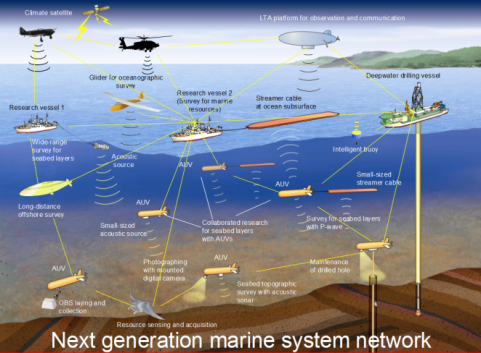 Climate satellite
LTA platform for observation and communication
Glider for oceanographic
survey
Research vessel 2
(Survey for marine
resources)
Streamer cable
at ocean subsurface
Deepwater drilling vessel
Research vessel 1
Wide-range
survey for
seabed layers
Acoustic
source
AUV
Intelligent buoy
Small-sized
streamer cable
AUV
Long-distance
offshore survey
AUV
Small-sized
acoustic source
Collaborated research
for seabed layers
with AUVs
Survey for seabed layers
with P-wave
Photographing
with mounted
digital camera
AUV
Maintenance
of drilled hole
AUV
Seabed topographic
survey with acoustic
sonar
OBS laying and
collection
Resource sensing and acquisition
Next generation marine system network